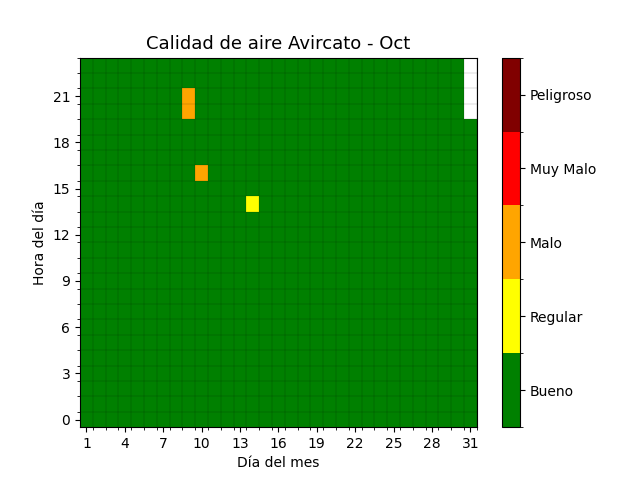 Calidad de aire Avircato - Oct
Hora del día
21
18
15
12
9
6
3
0
1 4 7 10 13 16 19 22 25 28 31
Día del mes
Peligroso
Muy Malo
Malo
Regular
Bueno